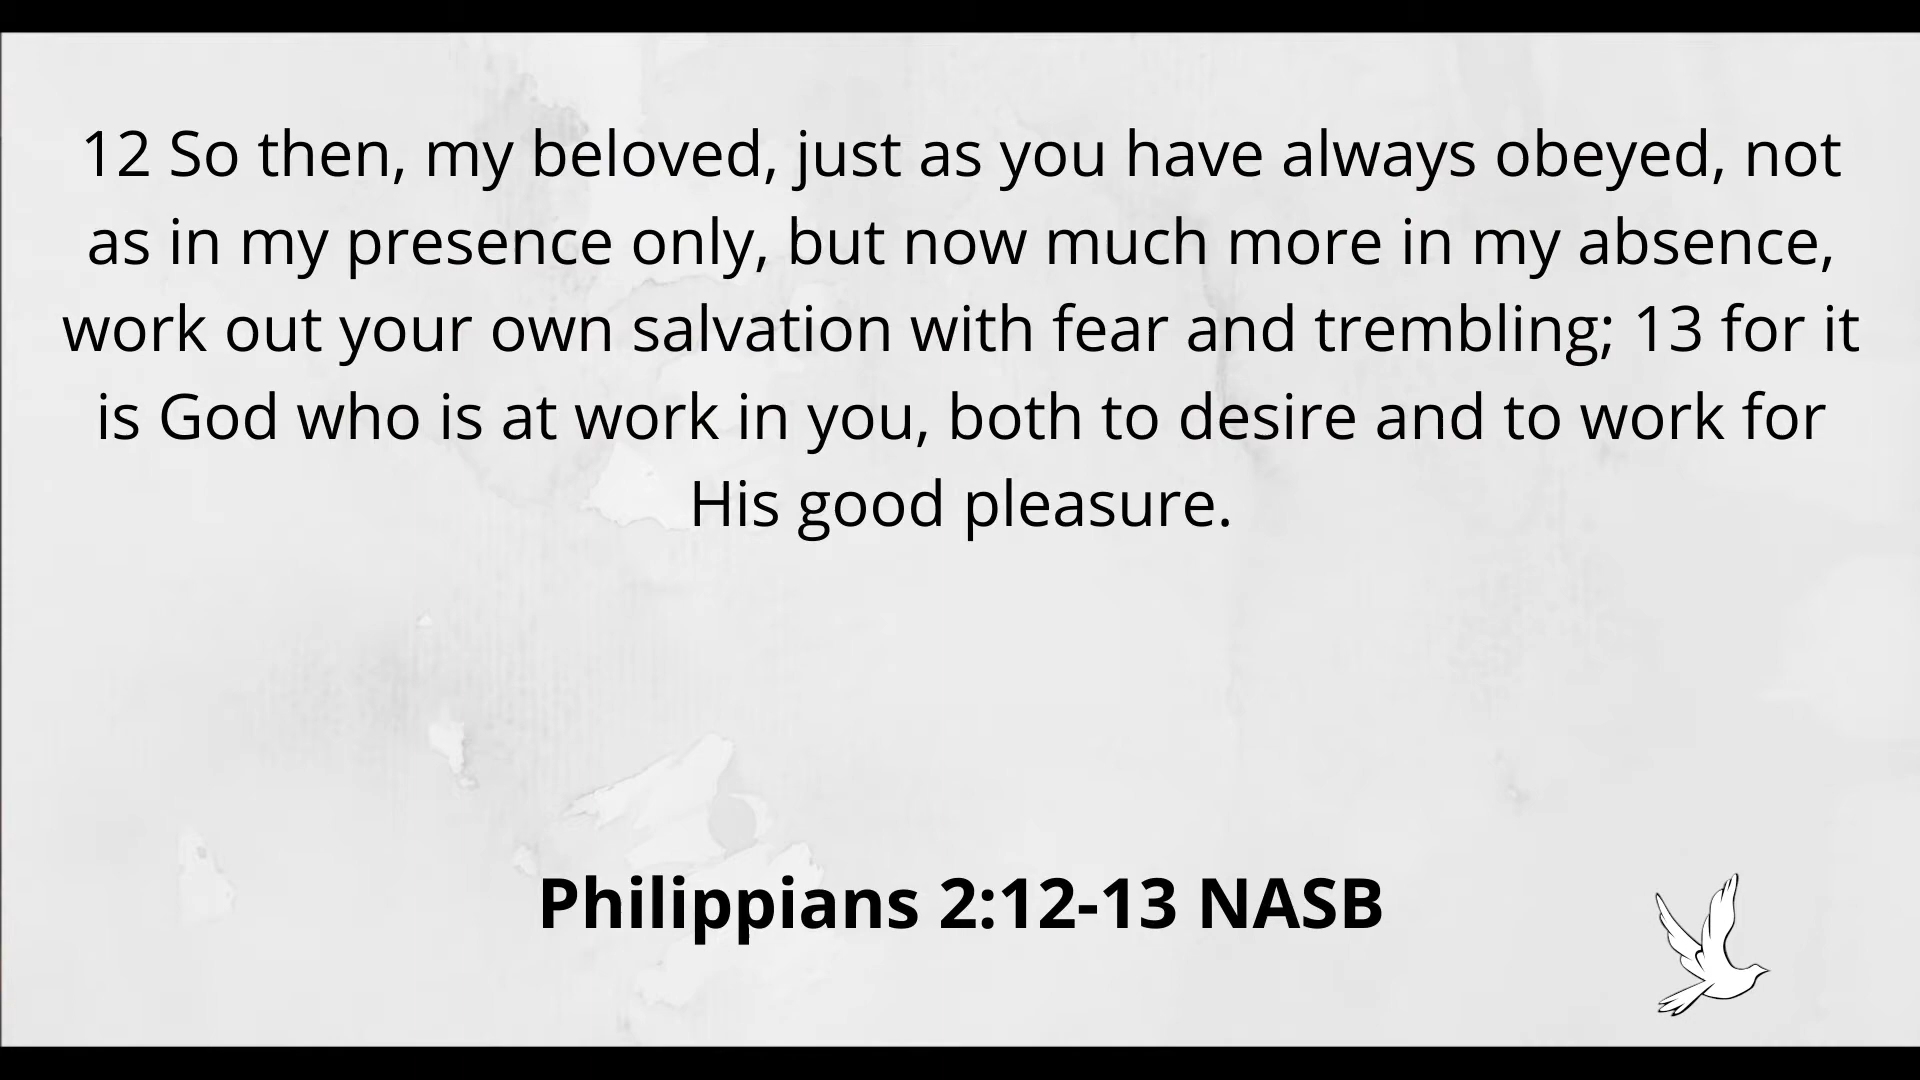 12 So then, my beloved, just as you have always obeyed, not
as in my presence only, but now much more in my absence,
work out your own salvation with fear and trembling; 13 for it
is God who is at work in you, both to desire and to work for
His good pleasure.
Philippians 2:12-13 NASB